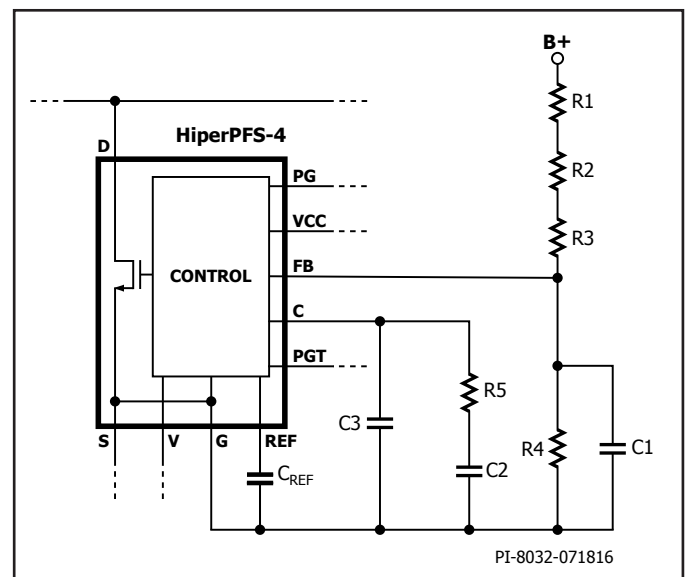 B+
R1
HiperPFS-4
D
PG
R2
VCC
R3
CONTROL
FB
C
PGT
R5
C3
R4
C1
S
V
G
REF
C2
CREF
PI-8032-071816